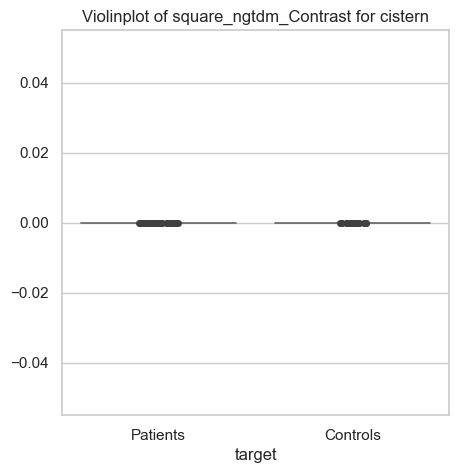 Violinplot of square_ngtdm_Contrast for cistern
0.04
0.02
0.00
−0.02
−0.04
Patients
Controls
target